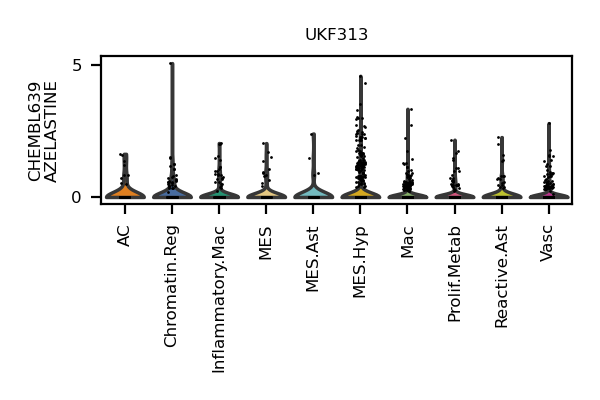 UKF313
CHEMBL639
AZELASTINE
5
0
AC
Chromatin.Reg
Inflammatory.Mac
MES
MES.Ast
MES.Hyp
Mac
Prolif.Metab
Reactive.Ast
Vasc